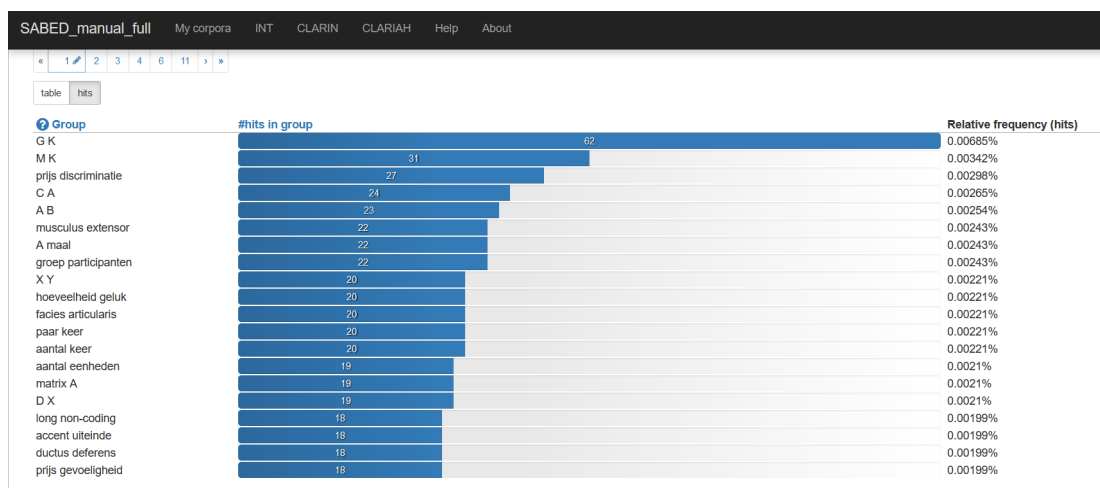 SABED_manual_full My corpora INT CLARIN CLARIAH Help About
« 1 2 3 4 6 11 › »
table hits
? Group #hits in group Relative frequency (hits)
G K 62 0.00685%
M K 31 0.00342%
prijs discriminatie 27 0.00298%
C A 24 0.00265%
A B 23 0.00254%
musculus extensor 22 0.00243%
A maal 22 0.00243%
groep participanten 22 0.00243%
X Y 20 0.00221%
hoeveelheid geluk 20 0.00221%
facies articularis 20 0.00221%
paar keer 20 0.00221%
aantal keer 20 0.00221%
aantal eenheden 19 0.0021%
matrix A 19 0.0021%
D X 19 0.0021%
long non-coding 18 0.00199%
accent uiteinde 18 0.00199%
ductus deferens 18 0.00199%
prijs gevoeligheid 18 0.00199%